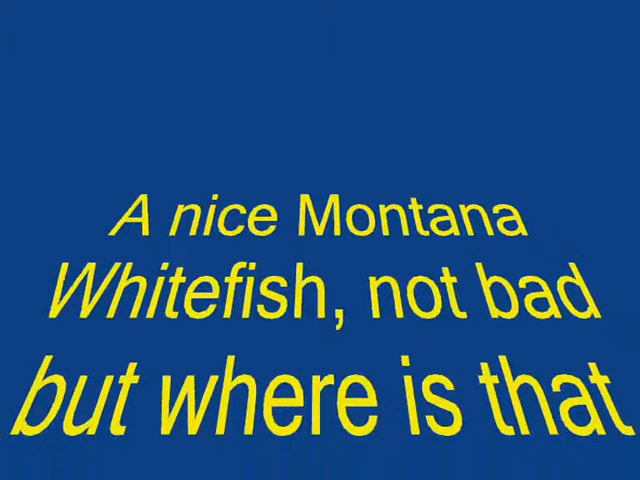 A nice Montana
Whitefish, not bad
but where is that